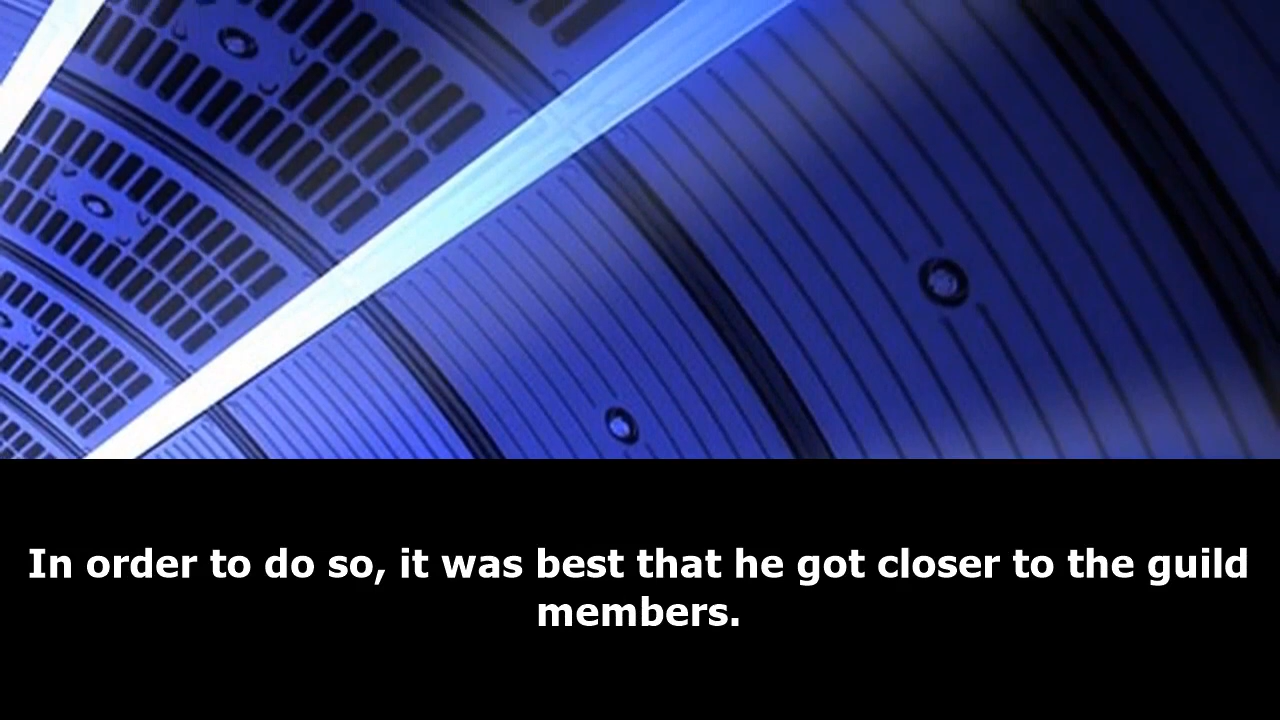 In order to do so, it was best that he got closer to the guild
members.